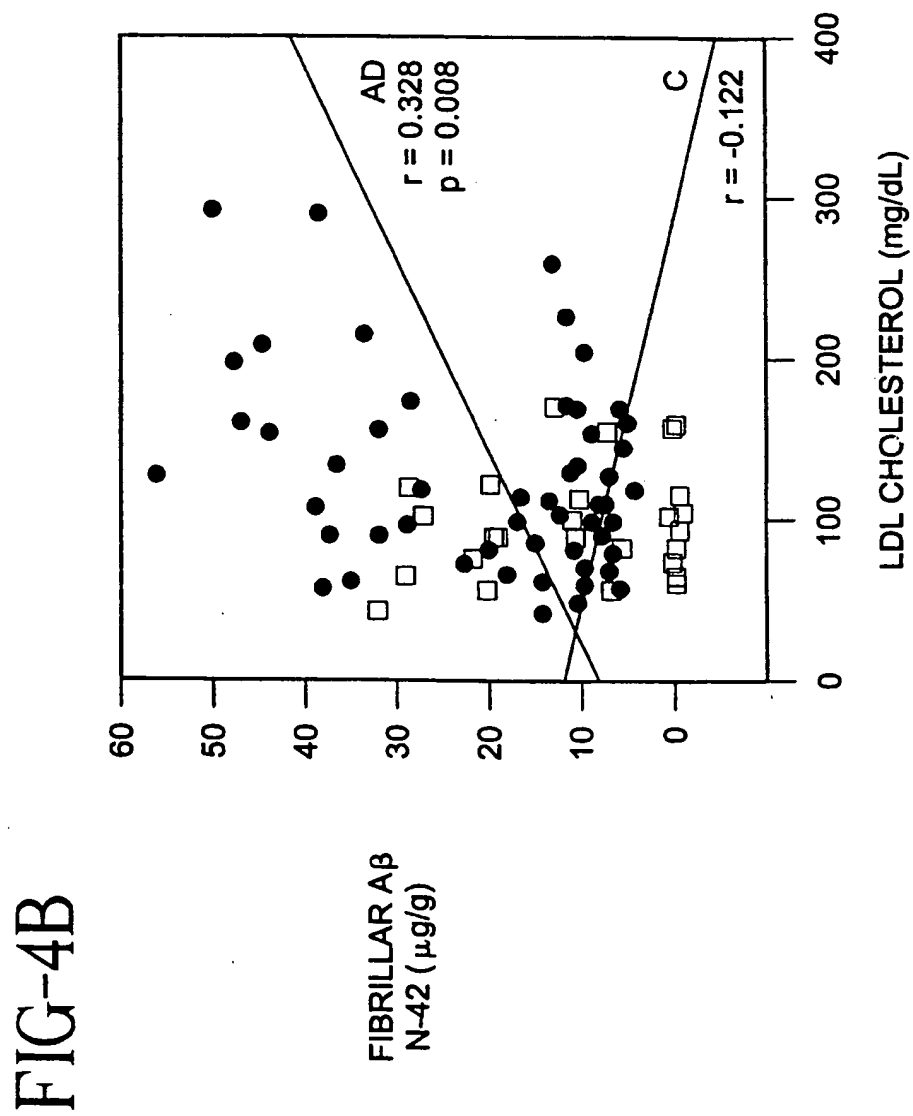 FIG-4B
FIBRILLAR Aβ
N-42 (μg/g)
60
50
40
30
20
10
0
AD
r = 0.328
p = 0.008
C
r = -0.122
0
100
200
300
400
LDL CHOLESTEROL (mg/dL)